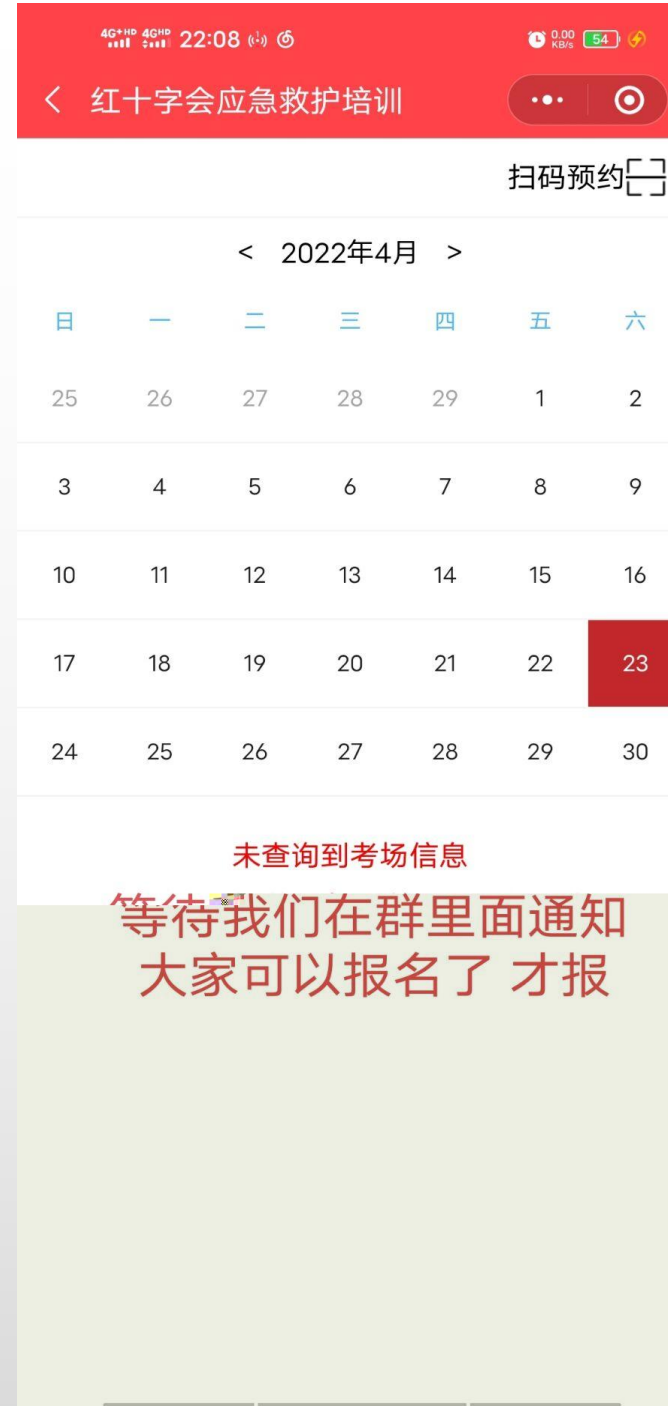 4G+HD 4GHD 22:08 0.00 KB/s 54
< 红十字会应急救护培训
扫码预约
< 2022年4月 >
日 一 二 三 四 五 六
25 26 27 28 29 1 2
3 4 5 6 7 8 9
10 11 12 13 14 15 16
17 18 19 20 21 22 23
24 25 26 27 28 29 30
未查询到考场信息
等待我们在群里面通知
大家可以报名了 才报